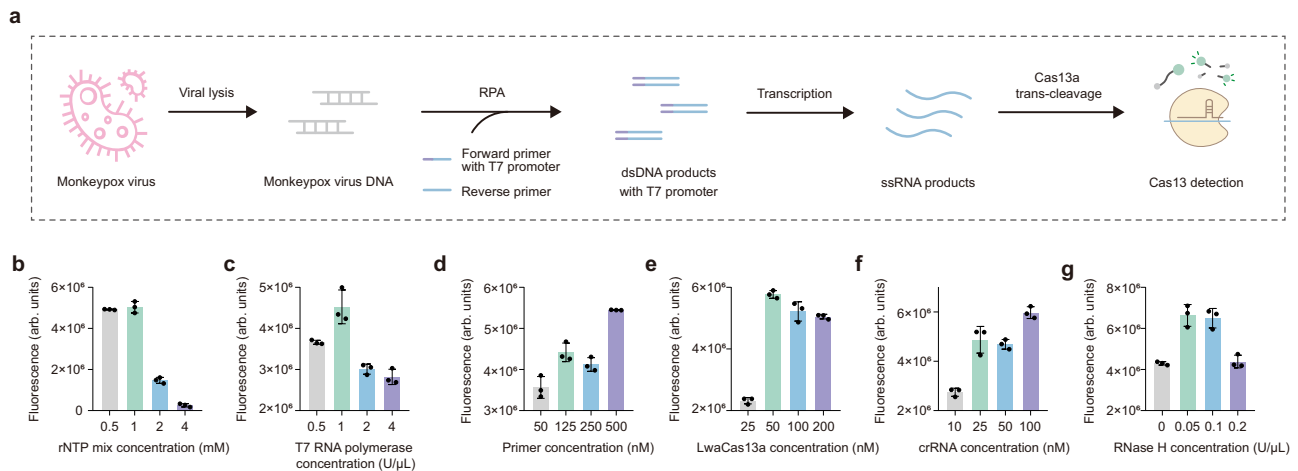 a
Viral lysis
RPA
Transcription
Cas13a
trans-cleavage
Forward primer
with T7 promoter
Reverse primer
Monkeypox virus
Monkeypox virus DNA
dsDNA products
with T7 promoter
ssRNA products
Cas13 detection
b
Fluorescence (arb. units)
6×10⁶
4×10⁶
2×10⁶
0
0.5 1 2 4
rNTP mix concentration (mM)
c
Fluorescence (arb. units)
5×10⁶
4×10⁶
3×10⁶
2×10⁶
0.5 1 2 4
T7 RNA polymerase
concentration (U/µL)
d
Fluorescence (arb. units)
6×10⁶
5×10⁶
4×10⁶
3×10⁶
50 125 250 500
Primer concentration (nM)
e
Fluorescence (arb. units)
6×10⁶
4×10⁶
2×10⁶
25 50 100 200
LwaCas13a concentration (nM)
f
Fluorescence (arb. units)
6×10⁶
4×10⁶
2×10⁶
10 25 50 100
crRNA concentration (nM)
g
Fluorescence (arb. units)
8×10⁶
6×10⁶
4×10⁶
2×10⁶
0 0.05 0.1 0.2
RNase H concentration (U/µL)